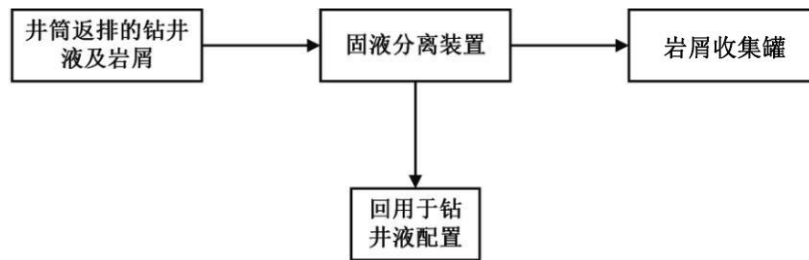 井筒返排的钻井
液及岩屑
固液分离装置
岩屑收集罐
回用于钻
井液配置